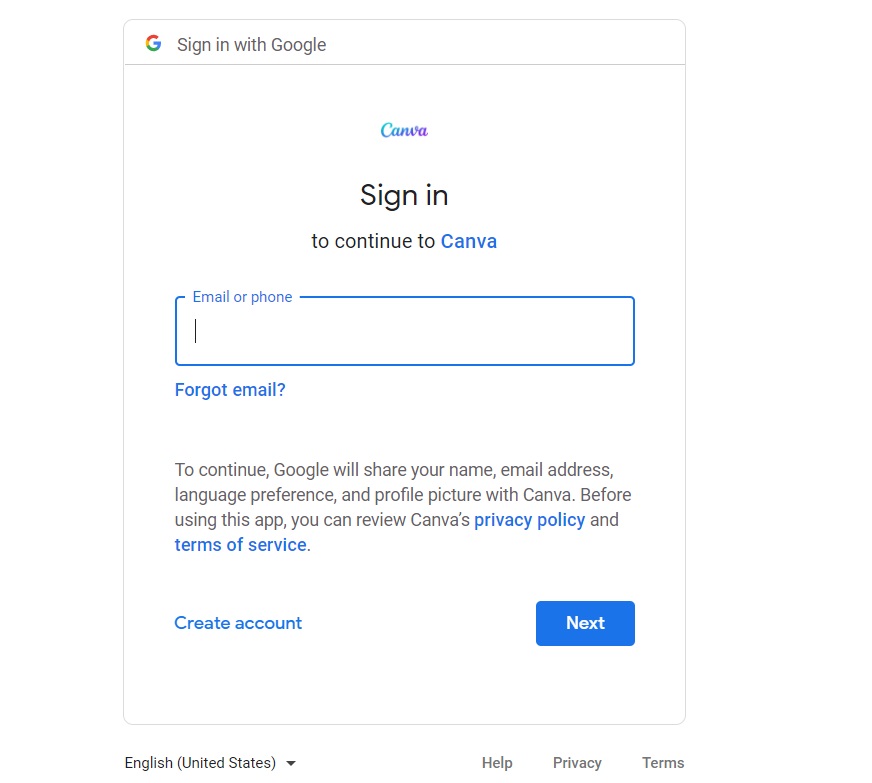 Sign in with Google
Canva
Sign in
to continue to Canva
Email or phone
Forgot email?
To continue, Google will share your name, email address,
language preference, and profile picture with Canva. Before
using this app, you can review Canva’s privacy policy and
terms of service.
Create account
Next
English (United States)
Help
Privacy
Terms